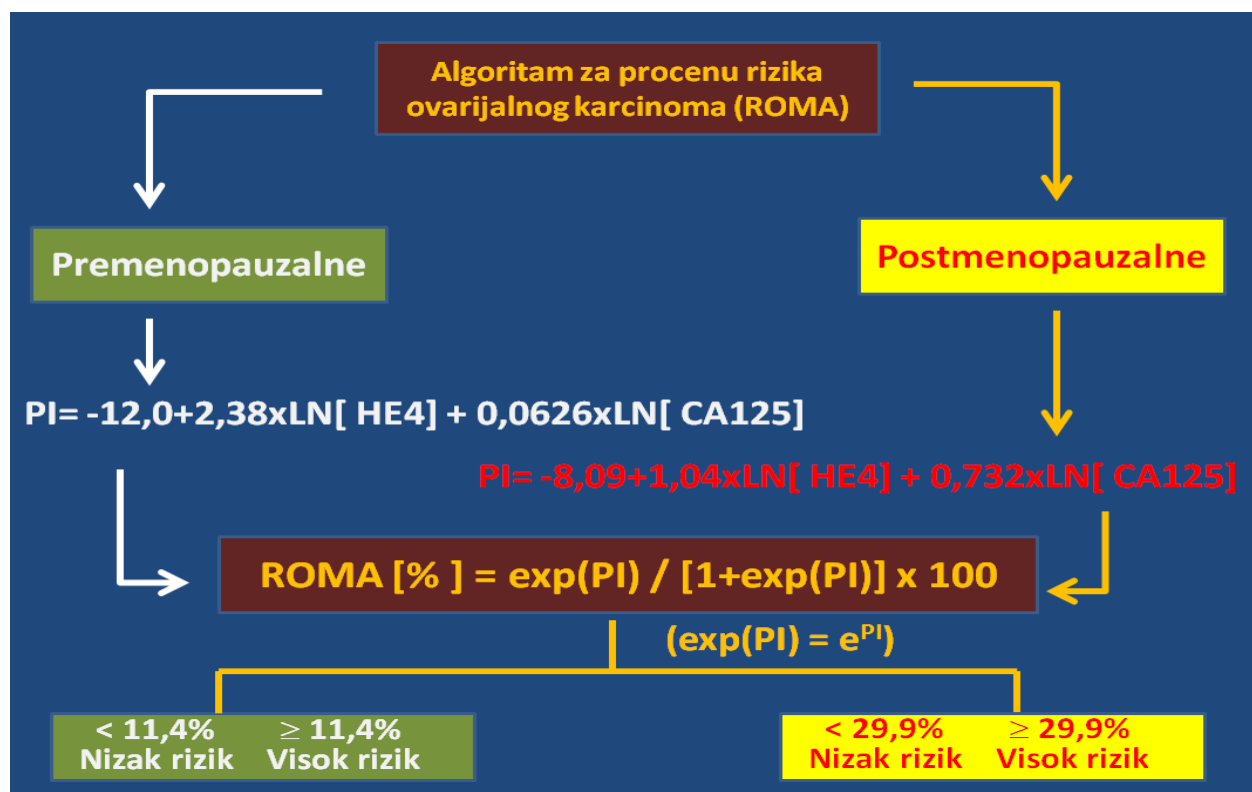 Algoritam za procenu rizika
ovarijalnog karcinoma (ROMA)
Premenopauzalne
Postmenopauzalne
PI= -12,0+2,38xLN[ HE4] + 0,0626xLN[ CA125]
PI= -8,09+1,04xLN[ HE4] + 0,732xLN[ CA125]
ROMA [% ] = exp(PI) / [1+exp(PI)] x 100
(exp(PI) = e^PI)
< 11,4% ≥ 11,4%
Nizak rizik Visok rizik
< 29,9% ≥ 29,9%
Nizak rizik Visok rizik